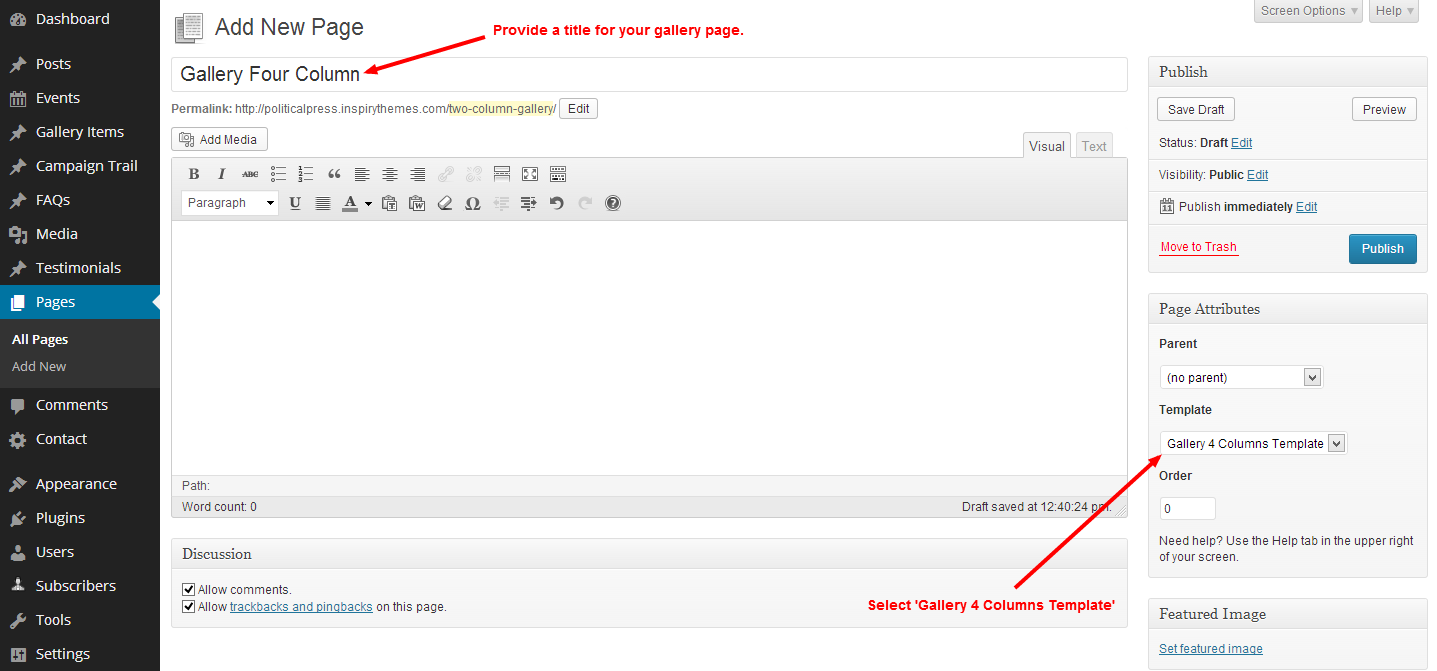 Dashboard
Posts
Events
Gallery Items
Campaign Trail
FAQs
Media
Testimonials
Pages
All Pages
Add New
Comments
Contact
Appearance
Plugins
Users
Subscribers
Tools
Settings
Screen Options
Help
Add New Page
Provide a title for your gallery page.
Gallery Four Column
Permalink: http://politicalpress.inspirythemes.com/two-column-gallery/ Edit
Add Media
Visual Text
B I ABC
Paragraph U A
Path:
Word count: 0 Draft saved at 12:40:24 pm.
Discussion
Allow comments.
Allow trackbacks and pingbacks on this page.
Select 'Gallery 4 Columns Template'
Publish
Save Draft Preview
Status: Draft Edit
Visibility: Public Edit
11 Publish immediately Edit
Move to Trash Publish
Page Attributes
Parent
(no parent)
Template
Gallery 4 Columns Template
Order
0
Need help? Use the Help tab in the upper right
of your screen.
Featured Image
Set featured image